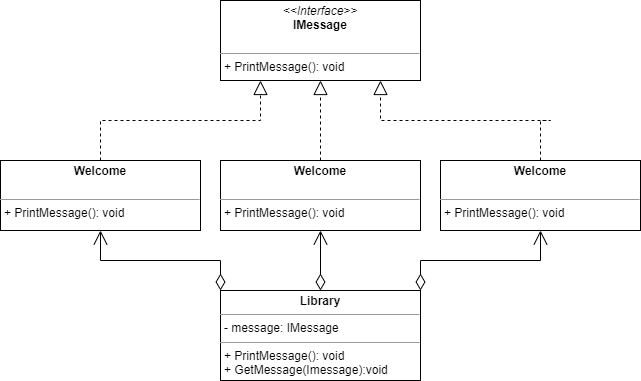 <<Interface>>
IMessage
+ PrintMessage(): void
Welcome
+ PrintMessage(): void
Welcome
+ PrintMessage(): void
Welcome
+ PrintMessage(): void
Library
- message: IMessage
+ PrintMessage(): void
+ GetMessage(Imessage):void